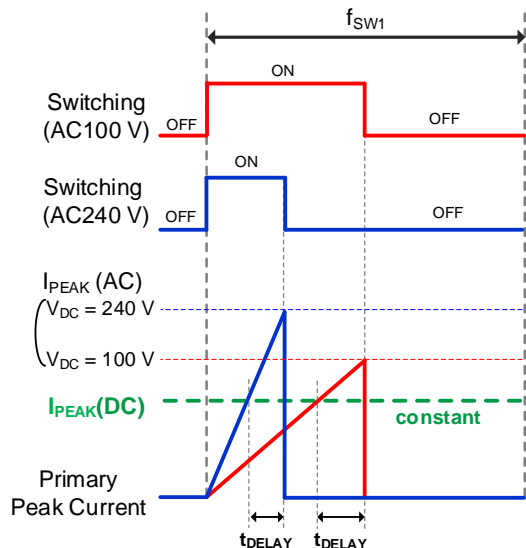 fSW1
ON
Switching
(AC100 V)
OFF
OFF
ON
Switching
(AC240 V)
OFF
OFF
IPEAK (AC)
VDC = 240 V
VDC = 100 V
IPEAK(DC)
constant
Primary
Peak Current
tDELAY
tDELAY